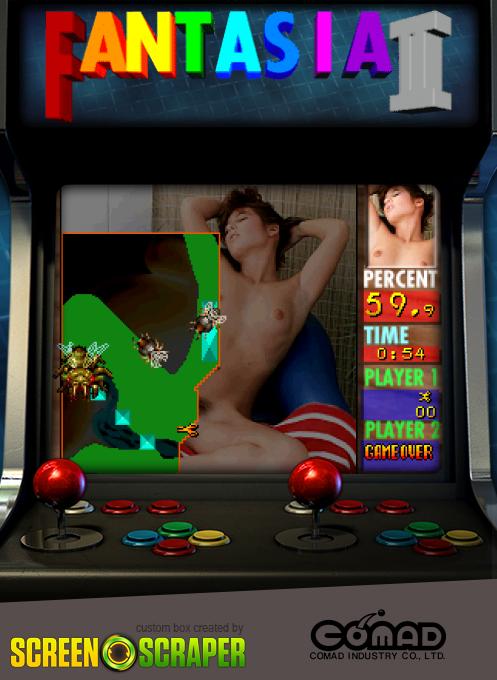 FANTASIA II
PERCENT
59.9
TIME
0:54
PLAYER 1
00
PLAYER 2
GAME OVER
custom box created by
SCREEN SCRAPER
COMAD
COMAD INDUSTRY CO., LTD.